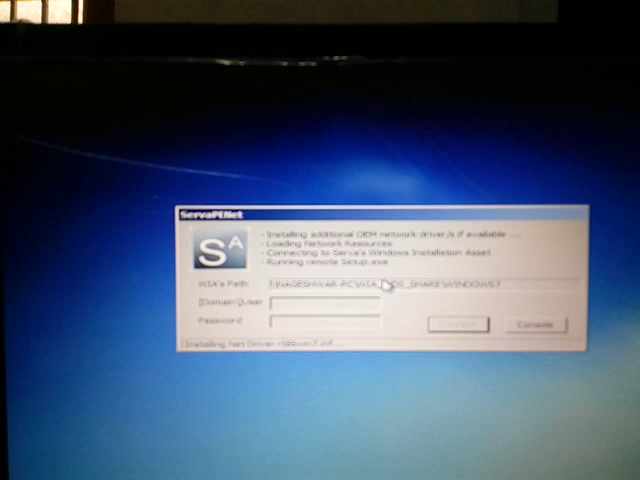 ServaPENet
SA
- Installing additional OEM network driver/s if available ...
- Loading Network Resources
- Connecting to Serva's Windows Installation Asset
- Running remote Setup.exe
WIA's Path
[Domain\]User
Password
Connect
Console
Installing Net Driver